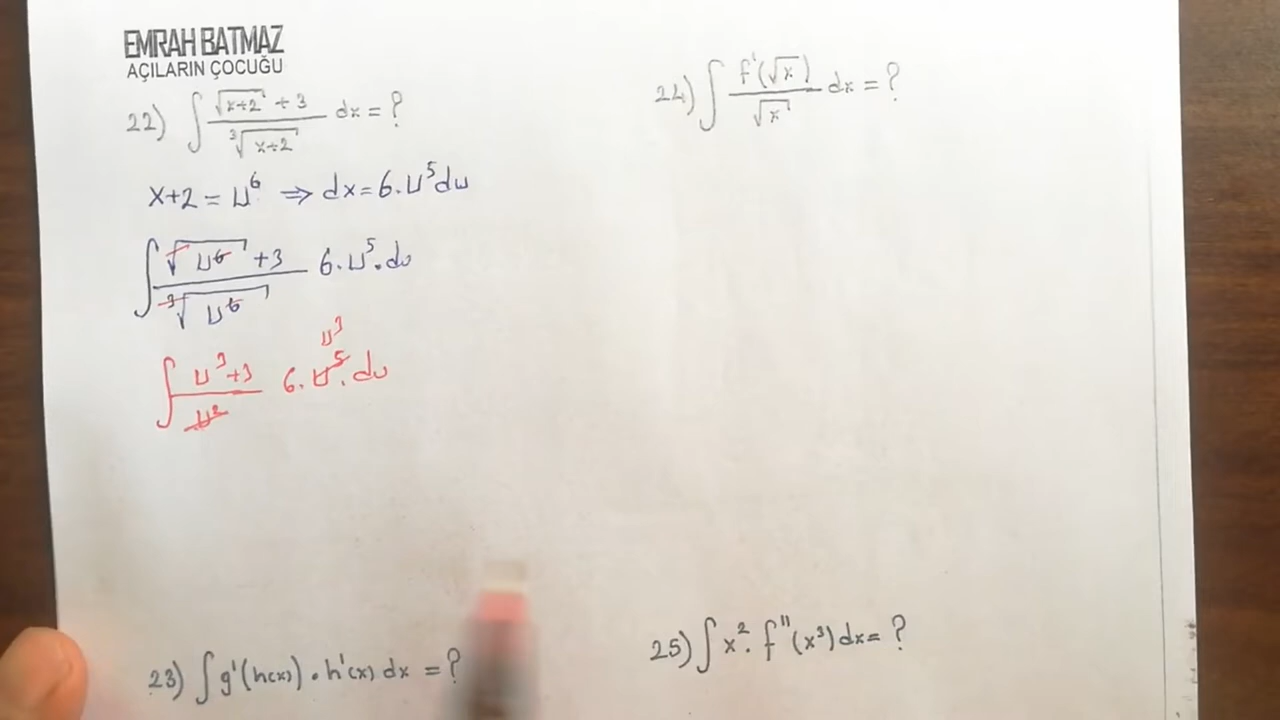 EMRAH BATMAZ
AÇILARIN ÇOCUĞU
22) ∫ (√(x+2) + 3) / ∛(x+2) dx = ?
x+2 = u⁶ ⇒ dx = 6.u⁵du
∫ (√(u⁶) + 3) / ∛(u⁶) 6.u⁵.du
u³
∫ (u³+3) / u² 6.u⁵.du
23) ∫ g'(h(x)) . h'(x) dx = ?
24) ∫ f'(√x) / √x dx = ?
25) ∫ x². f''(x³) dx = ?